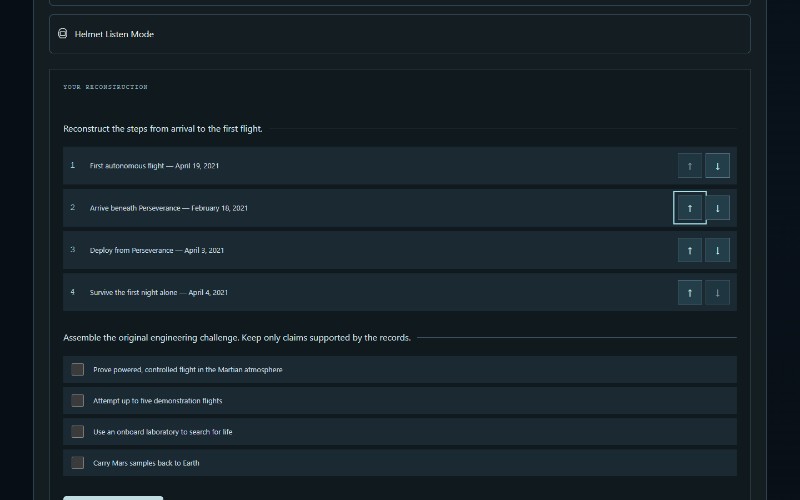 Helmet Listen Mode
YOUR RECONSTRUCTION
Reconstruct the steps from arrival to the first flight.
1 First autonomous flight — April 19, 2021 ↑ ↓
2 Arrive beneath Perseverance — February 18, 2021 ↑ ↓
3 Deploy from Perseverance — April 3, 2021 ↑ ↓
4 Survive the first night alone — April 4, 2021 ↑ ↓
Assemble the original engineering challenge. Keep only claims supported by the records.
Prove powered, controlled flight in the Martian atmosphere
Attempt up to five demonstration flights
Use an onboard laboratory to search for life
Carry Mars samples back to Earth